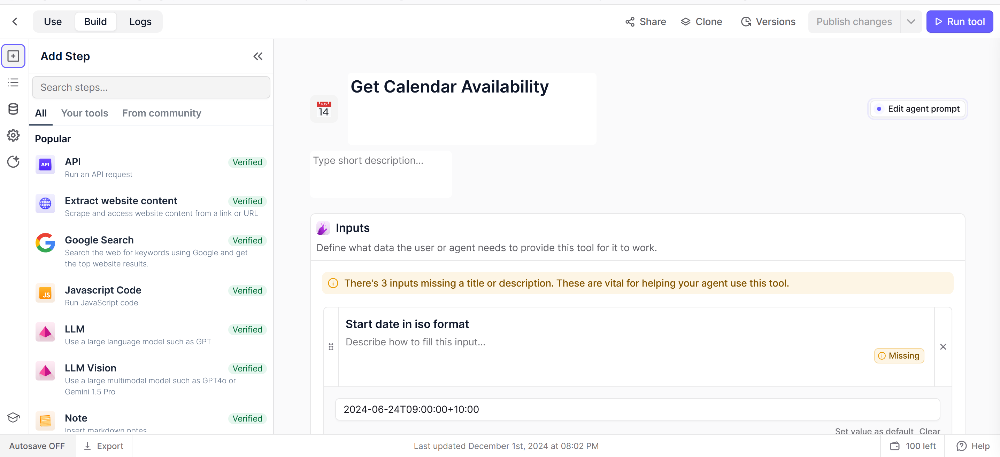 Use
Build
Logs
Share
Clone
Versions
Publish changes
Run tool
Add Step
Search steps...
All
Your tools
From community
Popular
API
Verified
Run an API request
Extract website content
Verified
Scrape and access website content from a link or URL
Google Search
Verified
Search the web for keywords using Google and get
the top website results.
JS
Javascript Code
Verified
Run JavaScript code
LLM
Verified
Use a large language model such as GPT
LLM Vision
Verified
Use a large multimodal model such as GPT4o or
Gemini 1.5 Pro
Note
Verified
Insert markdown notes
API
MAY
14
Get Calendar Availability
Edit agent prompt
Type short description...
Inputs
Define what data the user or agent needs to provide this tool for it to work.
There's 3 inputs missing a title or description. These are vital for helping your agent use this tool.
Start date in iso format
Describe how to fill this input...
Missing
2024-06-24T09:00:00+10:00
Set value as default
Clear
Autosave OFF
Export
Last updated December 1st, 2024 at 08:02 PM
100 left
Help